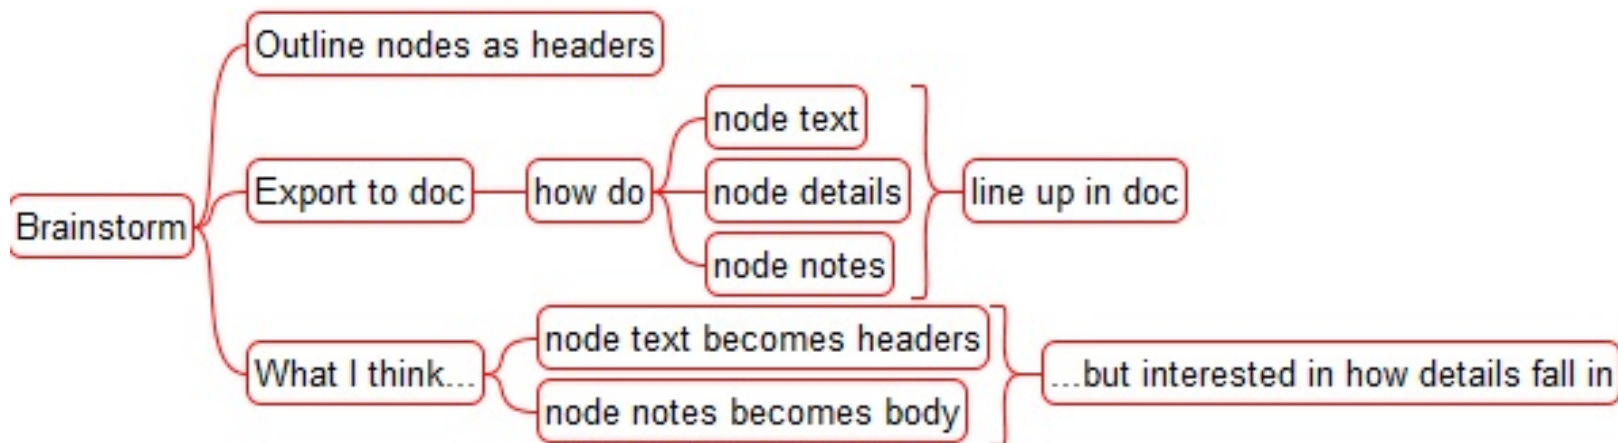 Brainstorm
Outline nodes as headers
Export to doc
how do
node text
node details
node notes
line up in doc
What I think...
node text becomes headers
node notes becomes body
...but interested in how details fall in